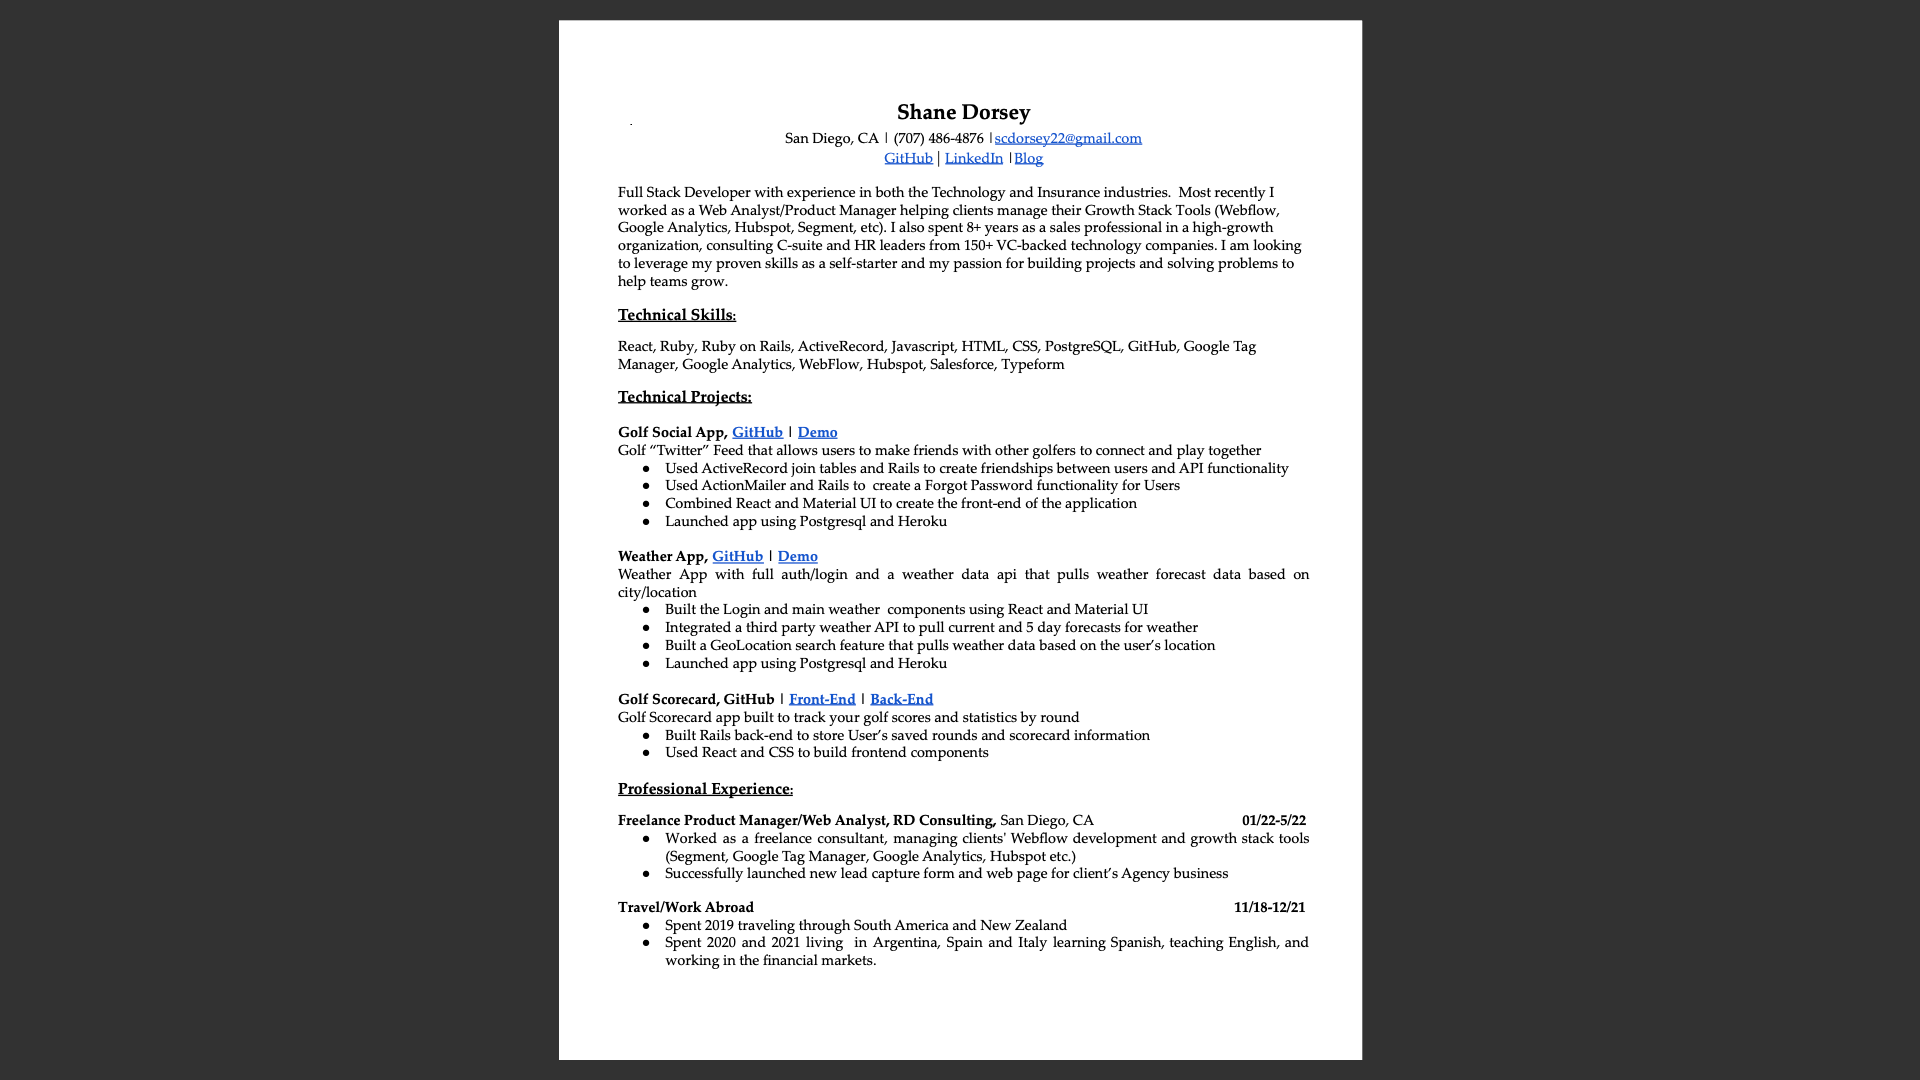 Shane Dorsey
San Diego, CA | (707) 486-4876 |scdorsey22@gmail.com
GitHub | LinkedIn |Blog
Full Stack Developer with experience in both the Technology and Insurance industries.  Most recently I
worked as a Web Analyst/Product Manager helping clients manage their Growth Stack Tools (Webflow,
Google Analytics, Hubspot, Segment, etc). I also spent 8+ years as a sales professional in a high-growth
organization, consulting C-suite and HR leaders from 150+ VC-backed technology companies. I am looking
to leverage my proven skills as a self-starter and my passion for building projects and solving problems to
help teams grow.
Technical Skills:
React, Ruby, Ruby on Rails, ActiveRecord, Javascript, HTML, CSS, PostgreSQL, GitHub, Google Tag
Manager, Google Analytics, WebFlow, Hubspot, Salesforce, Typeform
Technical Projects:
Golf Social App, GitHub | Demo
Golf “Twitter” Feed that allows users to make friends with other golfers to connect and play together
● Used ActiveRecord join tables and Rails to create friendships between users and API functionality
● Used ActionMailer and Rails to  create a Forgot Password functionality for Users
● Combined React and Material UI to create the front-end of the application
● Launched app using Postgresql and Heroku
Weather App, GitHub | Demo
Weather App with full auth/login and a weather data api that pulls weather forecast data based on
city/location
● Built the Login and main weather  components using React and Material UI
● Integrated a third party weather API to pull current and 5 day forecasts for weather
● Built a GeoLocation search feature that pulls weather data based on the user’s location
● Launched app using Postgresql and Heroku
Golf Scorecard, GitHub | Front-End | Back-End
Golf Scorecard app built to track your golf scores and statistics by round
● Built Rails back-end to store User’s saved rounds and scorecard information
● Used React and CSS to build frontend components
Professional Experience:
Freelance Product Manager/Web Analyst, RD Consulting, San Diego, CA 01/22-5/22
● Worked as a freelance consultant, managing clients' Webflow development and growth stack tools
(Segment, Google Tag Manager, Google Analytics, Hubspot etc.)
● Successfully launched new lead capture form and web page for client’s Agency business
Travel/Work Abroad 11/18-12/21
● Spent 2019 traveling through South America and New Zealand
● Spent 2020 and 2021 living  in Argentina, Spain and Italy learning Spanish, teaching English, and
working in the financial markets.